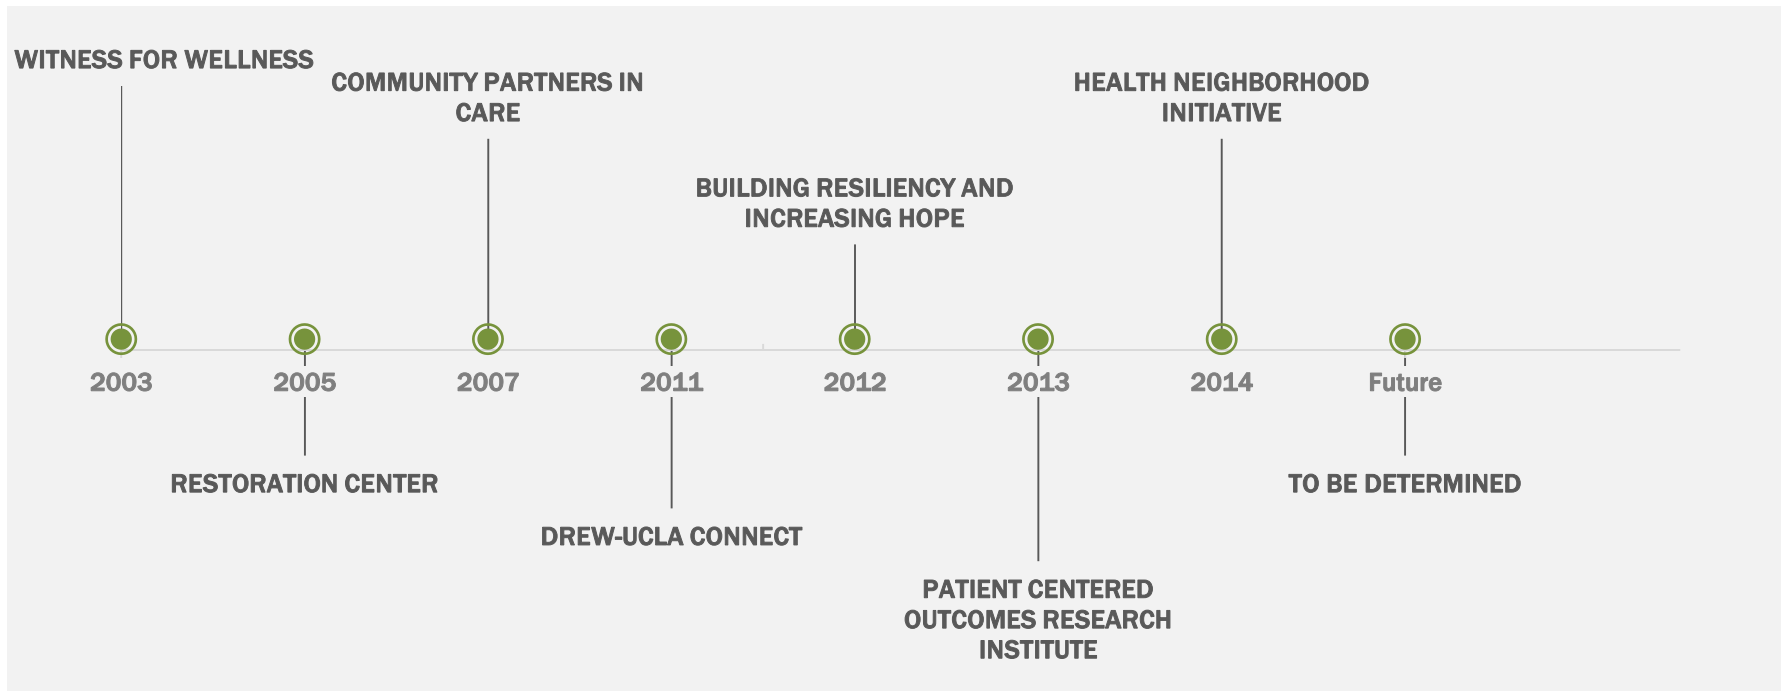 WITNESS FOR WELLNESS
COMMUNITY PARTNERS IN
CARE
HEALTH NEIGHBORHOOD
INITIATIVE
BUILDING RESILIENCY AND
INCREASING HOPE
2003
2005
2007
2011
2012
2013
2014
Future
RESTORATION CENTER
TO BE DETERMINED
DREW-UCLA CONNECT
PATIENT CENTERED
OUTCOMES RESEARCH
INSTITUTE